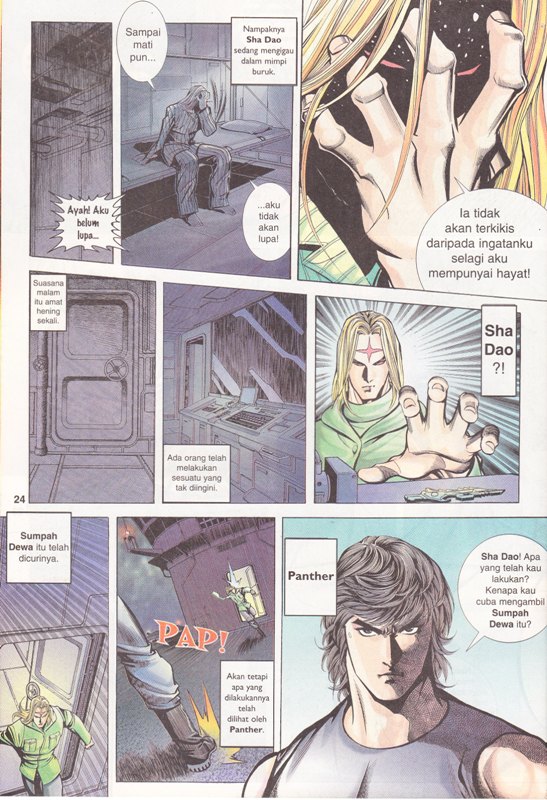 Sampai
mati
pun...
Nampaknya
Sha Dao
sedang mengigau
dalam mimpi
buruk.
Ayah! Aku
belum
lupa...
...aku
tidak
akan
lupa!
Ia tidak
akan terkikis
daripada ingatanku
selagi aku
mempunyai hayat!
Suasana
malam
itu amat
hening
sekali.
Ada orang telah
melakukan
sesuatu yang
tak diingini.
Sha
Dao
?!
24
Sumpah
Dewa itu telah
dicurinya.
PAP!
Akan tetapi
apa yang
dilakukannya
telah
dilihat oleh
Panther.
Panther
Sha Dao! Apa
yang telah kau
lakukan?
Kenapa kau
cuba mengambil
Sumpah
Dewa itu?